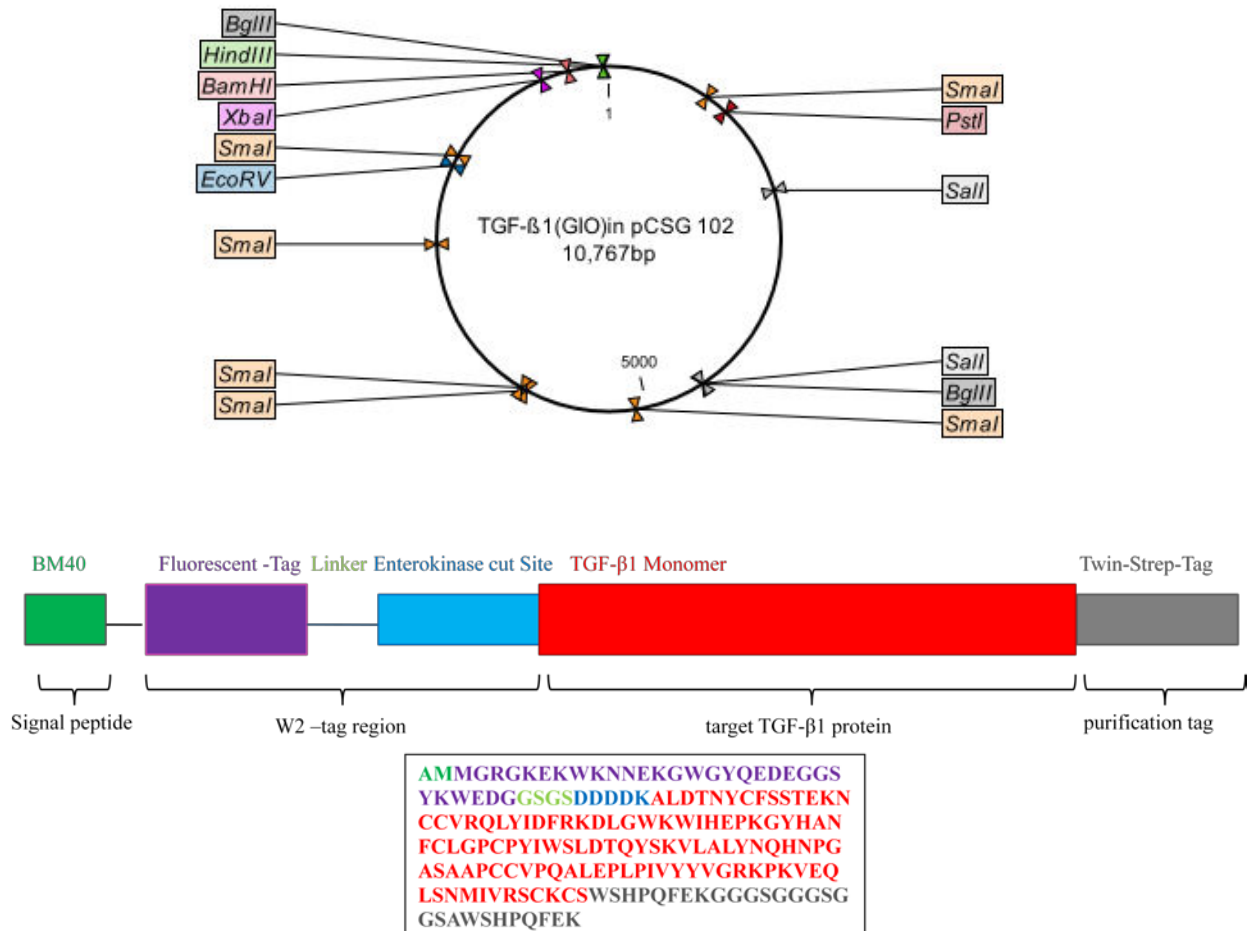 BglII
HindIII
BamHI
XbaI
SmaI
EcoRV
SmaI
SmaI
SmaI
1
SmaI
PstI
SalI
TGF-ß1(GIO)in pCSG 102
10,767bp
5000
SalI
BglII
SmaI
BM40
Fluorescent -Tag
Linker
Enterokinase cut Site
TGF-β1 Monomer
Twin-Strep-Tag
Signal peptide
W2 –tag region
target TGF-β1 protein
purification tag
AMMGRGKEKWKNNEKGWGYQEDEGGS
YKWEDGGSGSDDDDKALDTNYCFSSTEKN
CCVRQLYIDFRKDLGWKWIHEPKGYHAN
FCLGPCPYIWSLDTQYSKVLALYNQHNPG
ASAAPCCVPQALEPLPIVYYVGRKPKVEQ
LSNMIVRSCKCSWSHPQFEKGGGSGGGSG
GSAWSHPQFEK